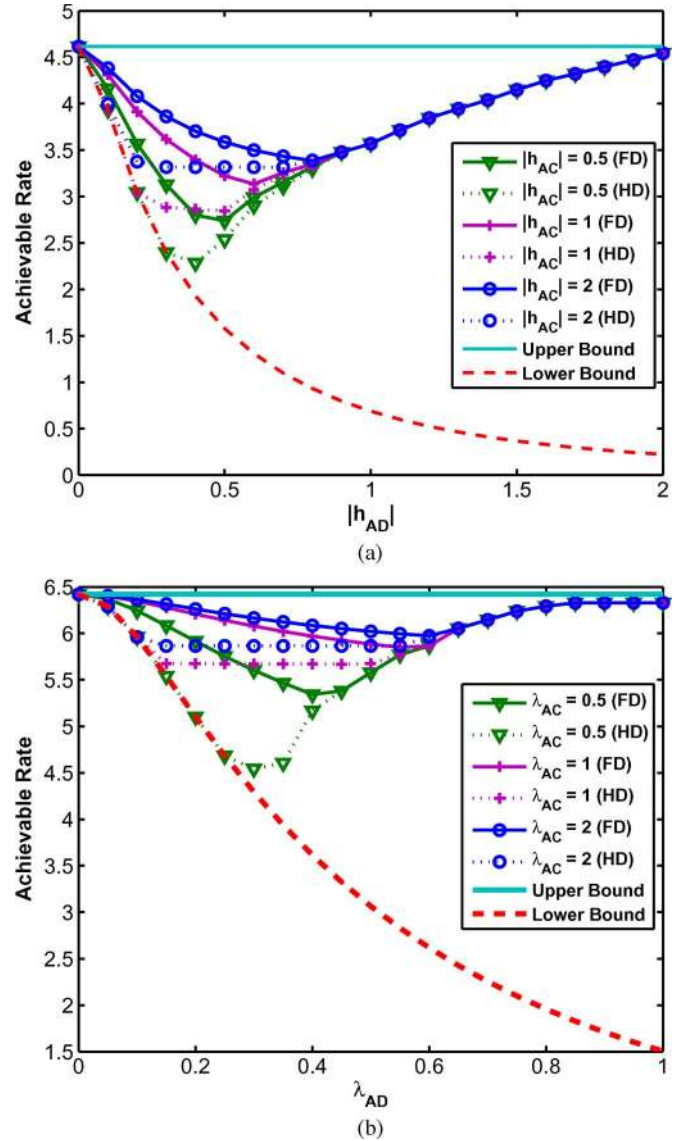 5
4.5
4
3.5
3
2.5
2
1.5
1
0.5
0
Achievable Rate
|h_AC| = 0.5 (FD)
|h_AC| = 0.5 (HD)
|h_AC| = 1 (FD)
|h_AC| = 1 (HD)
|h_AC| = 2 (FD)
|h_AC| = 2 (HD)
Upper Bound
Lower Bound
0 0.5 1 1.5 2
|h_AD|
(a)
6.5
6
5.5
5
4.5
4
3.5
3
2.5
2
1.5
Achievable Rate
λ_AC = 0.5 (FD)
λ_AC = 0.5 (HD)
λ_AC = 1 (FD)
λ_AC = 1 (HD)
λ_AC = 2 (FD)
λ_AC = 2 (HD)
Upper Bound
Lower Bound
0 0.2 0.4 0.6 0.8 1
λ_AD
(b)